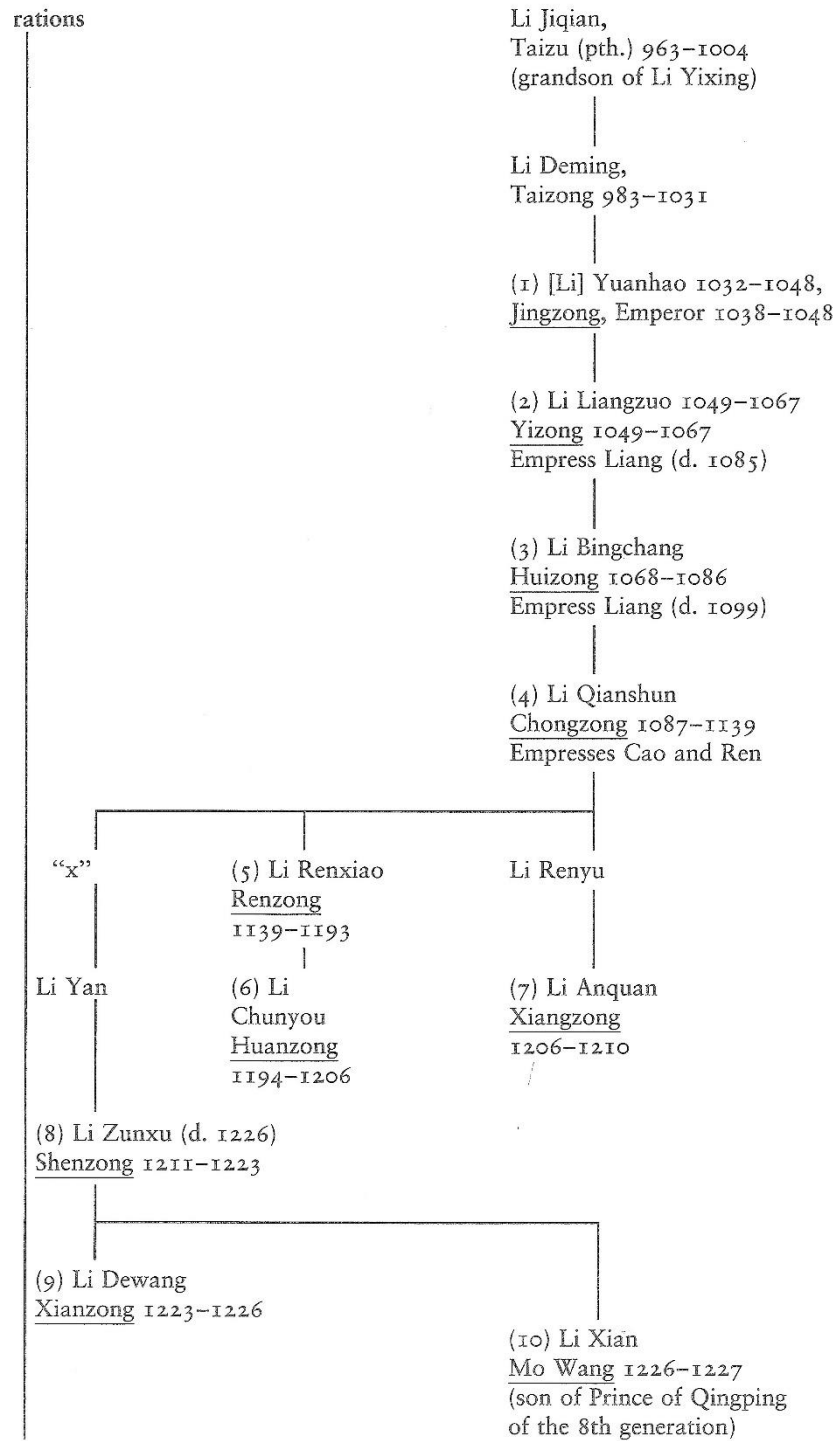 rations
Li Jiqian,
Taizu (pth.) 963–1004
(grandson of Li Yixing)
Li Deming,
Taizong 983–1031
(1) [Li] Yuanhao 1032–1048,
Jingzong, Emperor 1038–1048
(2) Li Liangzuo 1049–1067
Yizong 1049–1067
Empress Liang (d. 1085)
(3) Li Bingchang
Huizong 1068–1086
Empress Liang (d. 1099)
(4) Li Qianshun
Chongzong 1087–1139
Empresses Cao and Ren
“x”
(5) Li Renxiao
Renzong
1139–1193
Li Renyu
Li Yan
(6) Li
Chunyou
Huanzong
1194–1206
(7) Li Anquan
Xiangzong
1206–1210
(8) Li Zunxu (d. 1226)
Shenzong 1211–1223
(9) Li Dewang
Xianzong 1223–1226
(10) Li Xian
Mo Wang 1226–1227
(son of Prince of Qingping
of the 8th generation)